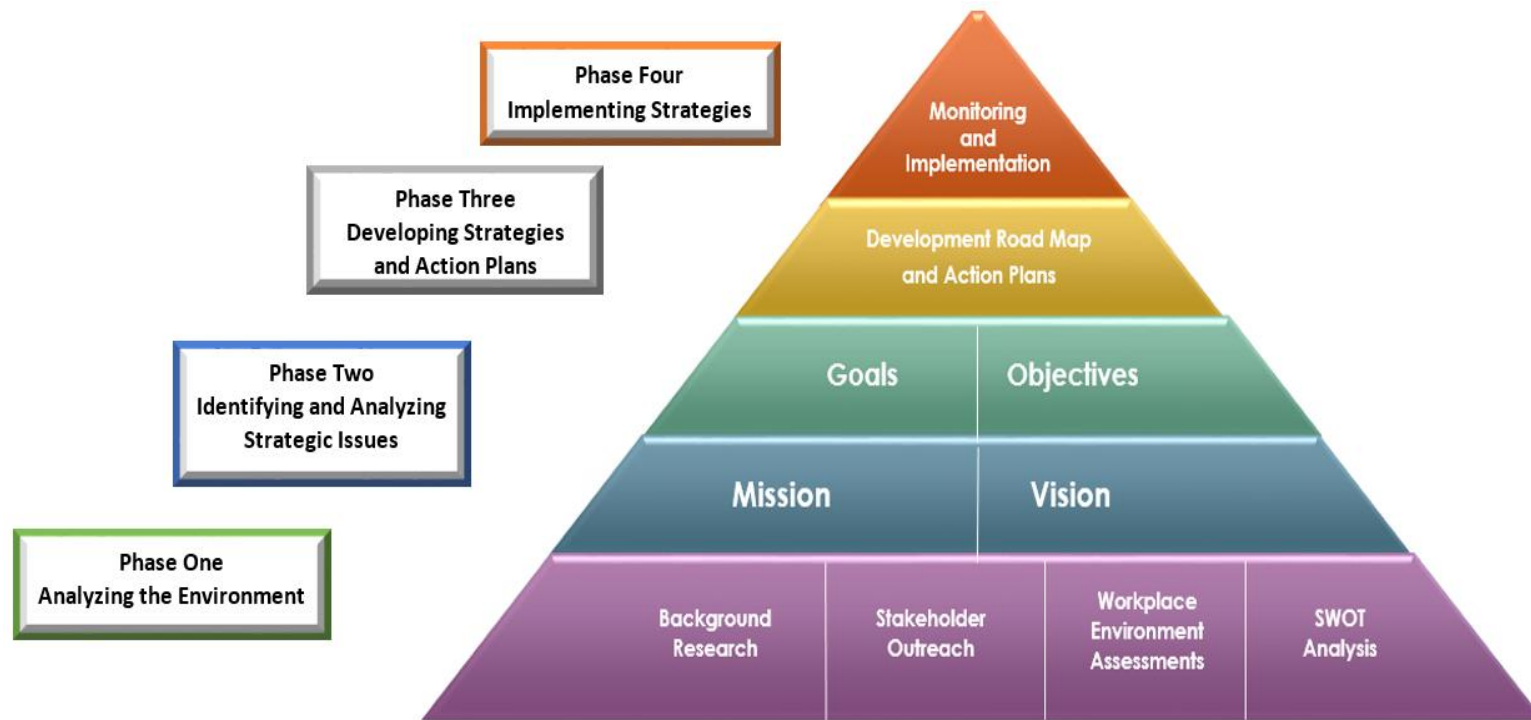 Phase Four
Implementing Strategies
Monitoring
and
Implementation
Phase Three
Developing Strategies
and Action Plans
Development Road Map
and Action Plans
Phase Two
Identifying and Analyzing
Strategic Issues
Goals
Objectives
Mission
Vision
Phase One
Analyzing the Environment
Background
Research
Stakeholder
Outreach
Workplace
Environment
Assessments
SWOT
Analysis